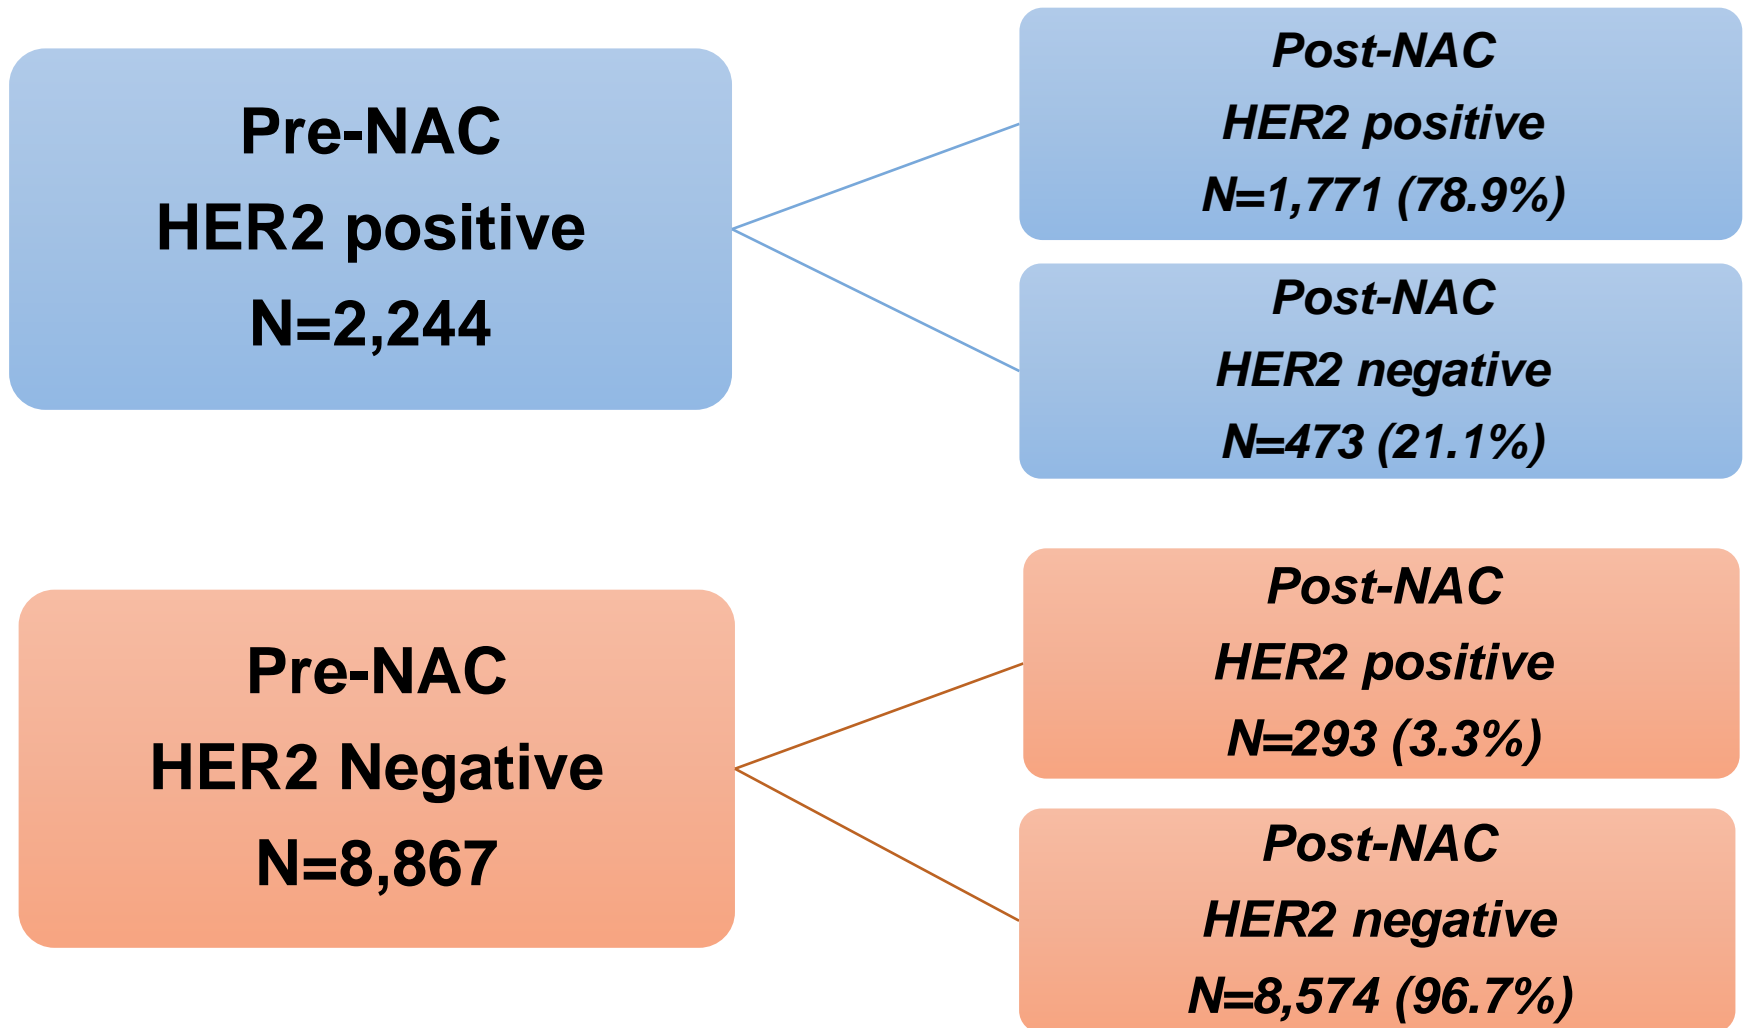 Pre-NAC
HER2 positive
N=2,244
Post-NAC
HER2 positive
N=1,771 (78.9%)
Post-NAC
HER2 negative
N=473 (21.1%)
Pre-NAC
HER2 Negative
N=8,867
Post-NAC
HER2 positive
N=293 (3.3%)
Post-NAC
HER2 negative
N=8,574 (96.7%)